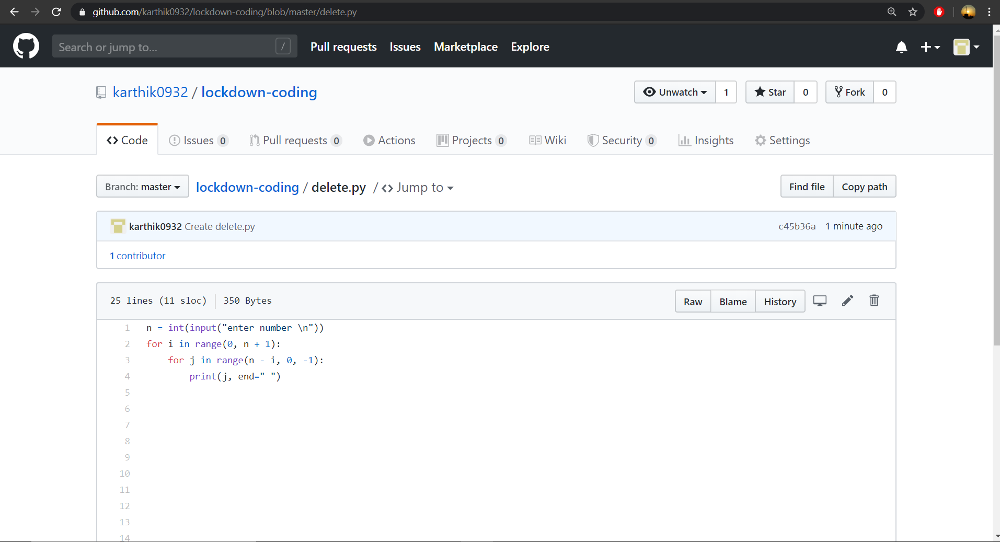 github.com/karthik0932/lockdown-coding/blob/master/delete.py
Search or jump to... / Pull requests Issues Marketplace Explore
karthik0932 / lockdown-coding Unwatch 1 Star 0 Fork 0
Code Issues 0 Pull requests 0 Actions Projects 0 Wiki Security 0 Insights Settings
Branch: master lockdown-coding / delete.py / <> Jump to Find file Copy path
karthik0932 Create delete.py c45b36a 1 minute ago
1 contributor
25 lines (11 sloc) 350 Bytes Raw Blame History
1 n = int(input("enter number \n"))
2 for i in range(0, n + 1):
3     for j in range(n - i, 0, -1):
4         print(j, end=" ")
5
6
7
8
9
10
11
12
13
14